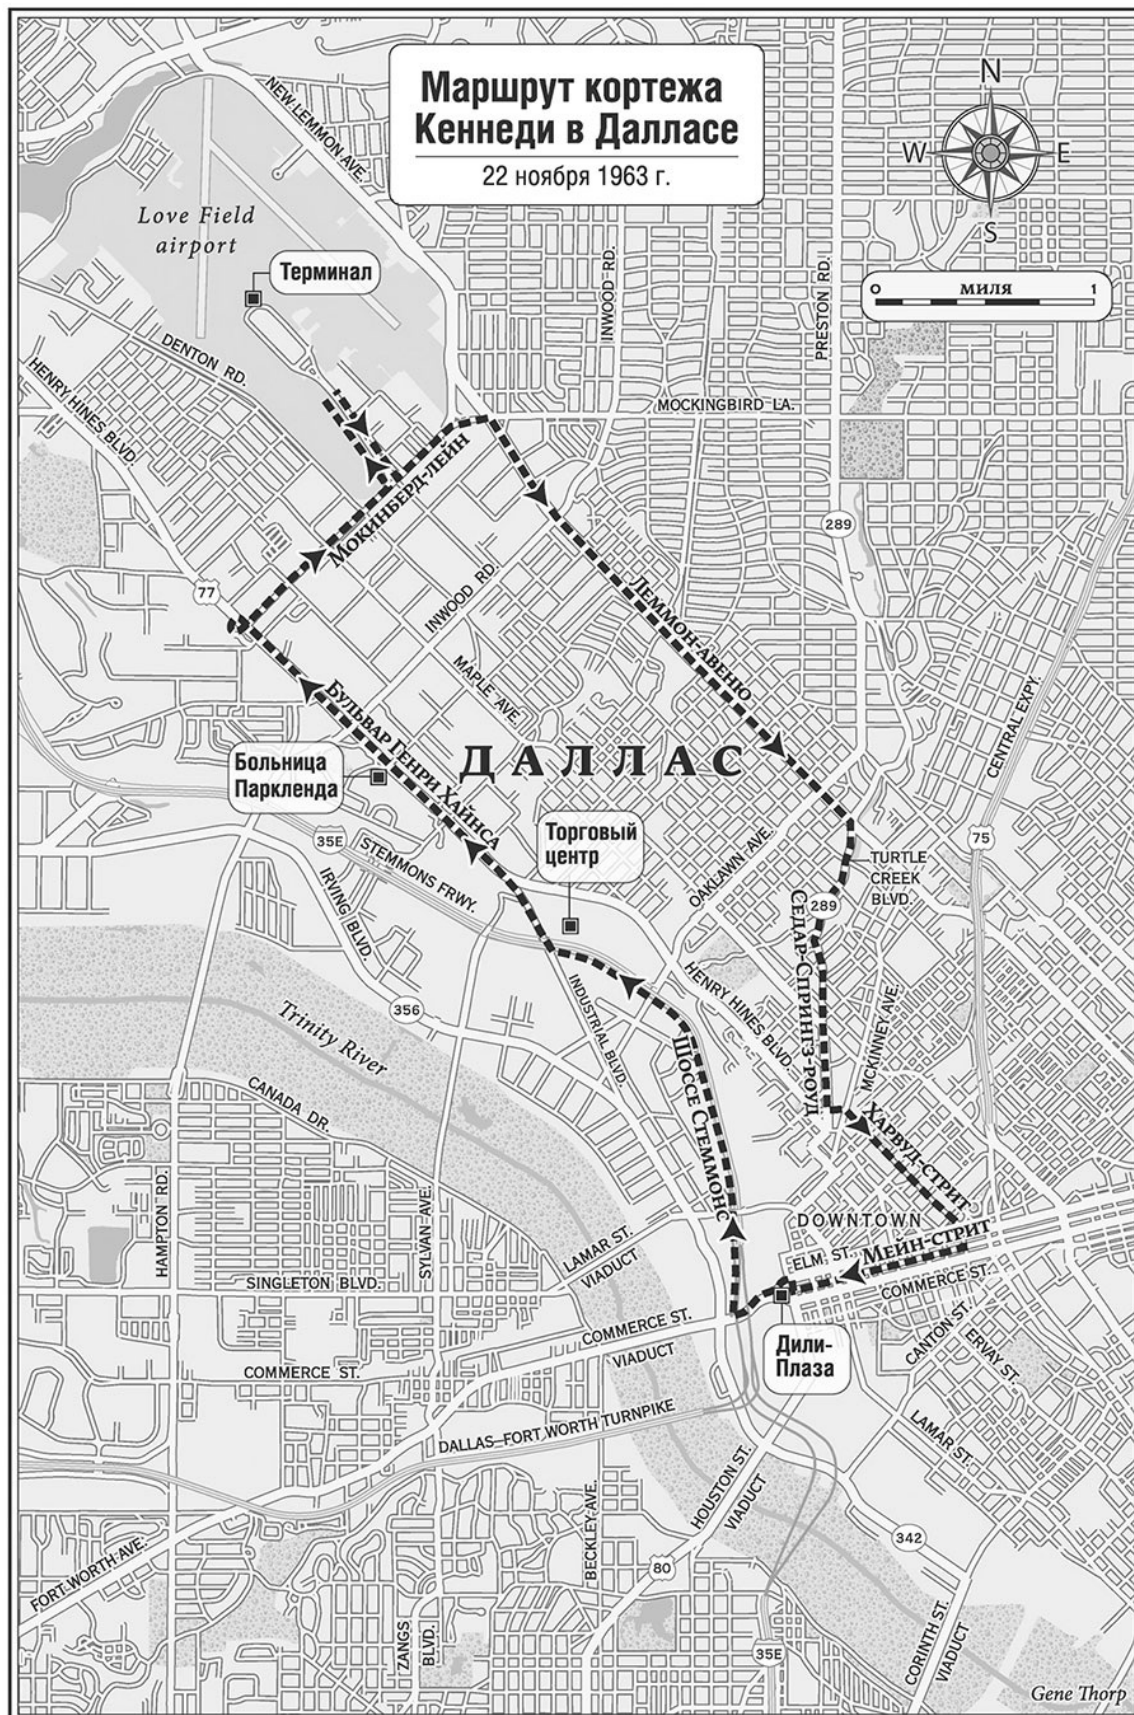 Маршрут кортежа
Кеннеди в Далласе
22 ноября 1963 г.
N
W
E
S
0 МИЛЯ 1
NEW LEMMON AVE.
Love Field
airport
Терминал
INWOOD RD.
PRESTON RD.
DENTON RD.
HENRY HINES BLVD.
MOCKINGBIRD LA.
МОКИНБЕРД-ЛЕЙН
289
77
INWOOD RD.
ЛЕММОН-АВЕНЮ
MAPLE AVE.
CENTRAL EXPY.
БУЛЬВАР ГЕНРИ ХАЙНСА
ДАЛЛАС
Больница
Паркленда
Торговый
центр
35E
STEMMONS FRWY.
OAKLAWN AVE.
75
TURTLE
CREEK
BLVD.
IRVING BLVD.
289
СЕДАР-СПРИНГЗ-РОУД
HENRY HINES BLVD.
356
INDUSTRIAL BLVD.
Trinity River
MCKINNEY AVE.
ШОССЕ СТЕММОНС
CANADA DR.
ХАРВУД-СТРИТ
HAMPTON RD.
SYLVAN AVE.
DOWNTOWN
LAMAR ST.
VIADUCT
ELM ST.
МЕЙН-СТРИТ
SINGLETON BLVD.
COMMERCE ST.
COMMERCE ST.
VIADUCT
Дили-
Плаза
CANTON ST.
ERVAY ST.
COMMERCE ST.
DALLAS–FORT WORTH TURNPIKE
LAMAR ST.
HOUSTON ST.
VIADUCT
BECKLEY AVE.
342
FORT WORTH AVE.
80
ZANGS
BLVD.
35E
CORINTH ST.
VIADUCT
Gene Thorp